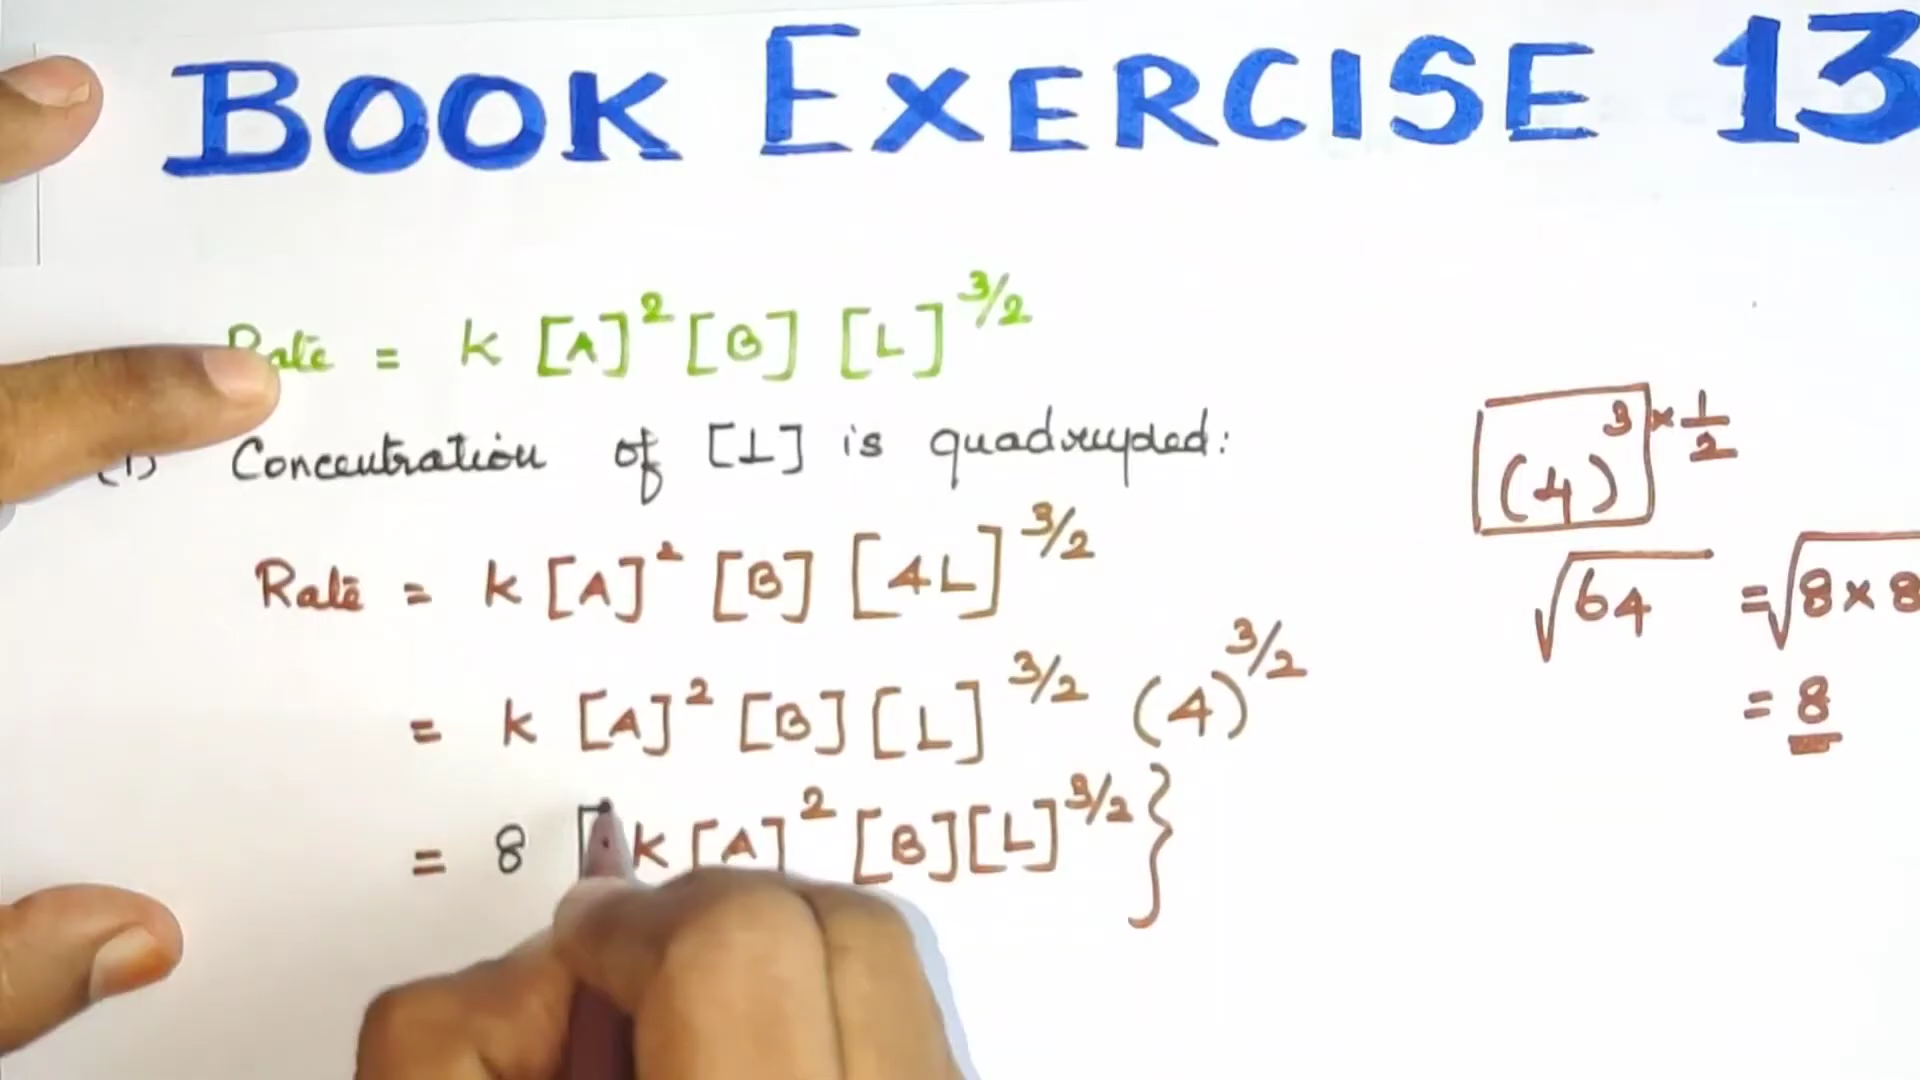 BOOK EXERCISE 13
Rate = k [A]² [B] [L]^3/2
(1) Concentration of [L] is quadrupled:
Rate = k [A]² [B] [4L]^3/2
= k [A]² [B] [L]^3/2 (4)^3/2
= 8 [ k [A]² [B] [L]^3/2 }
(4)^3 × 1/2
√64 = √8×8
= 8